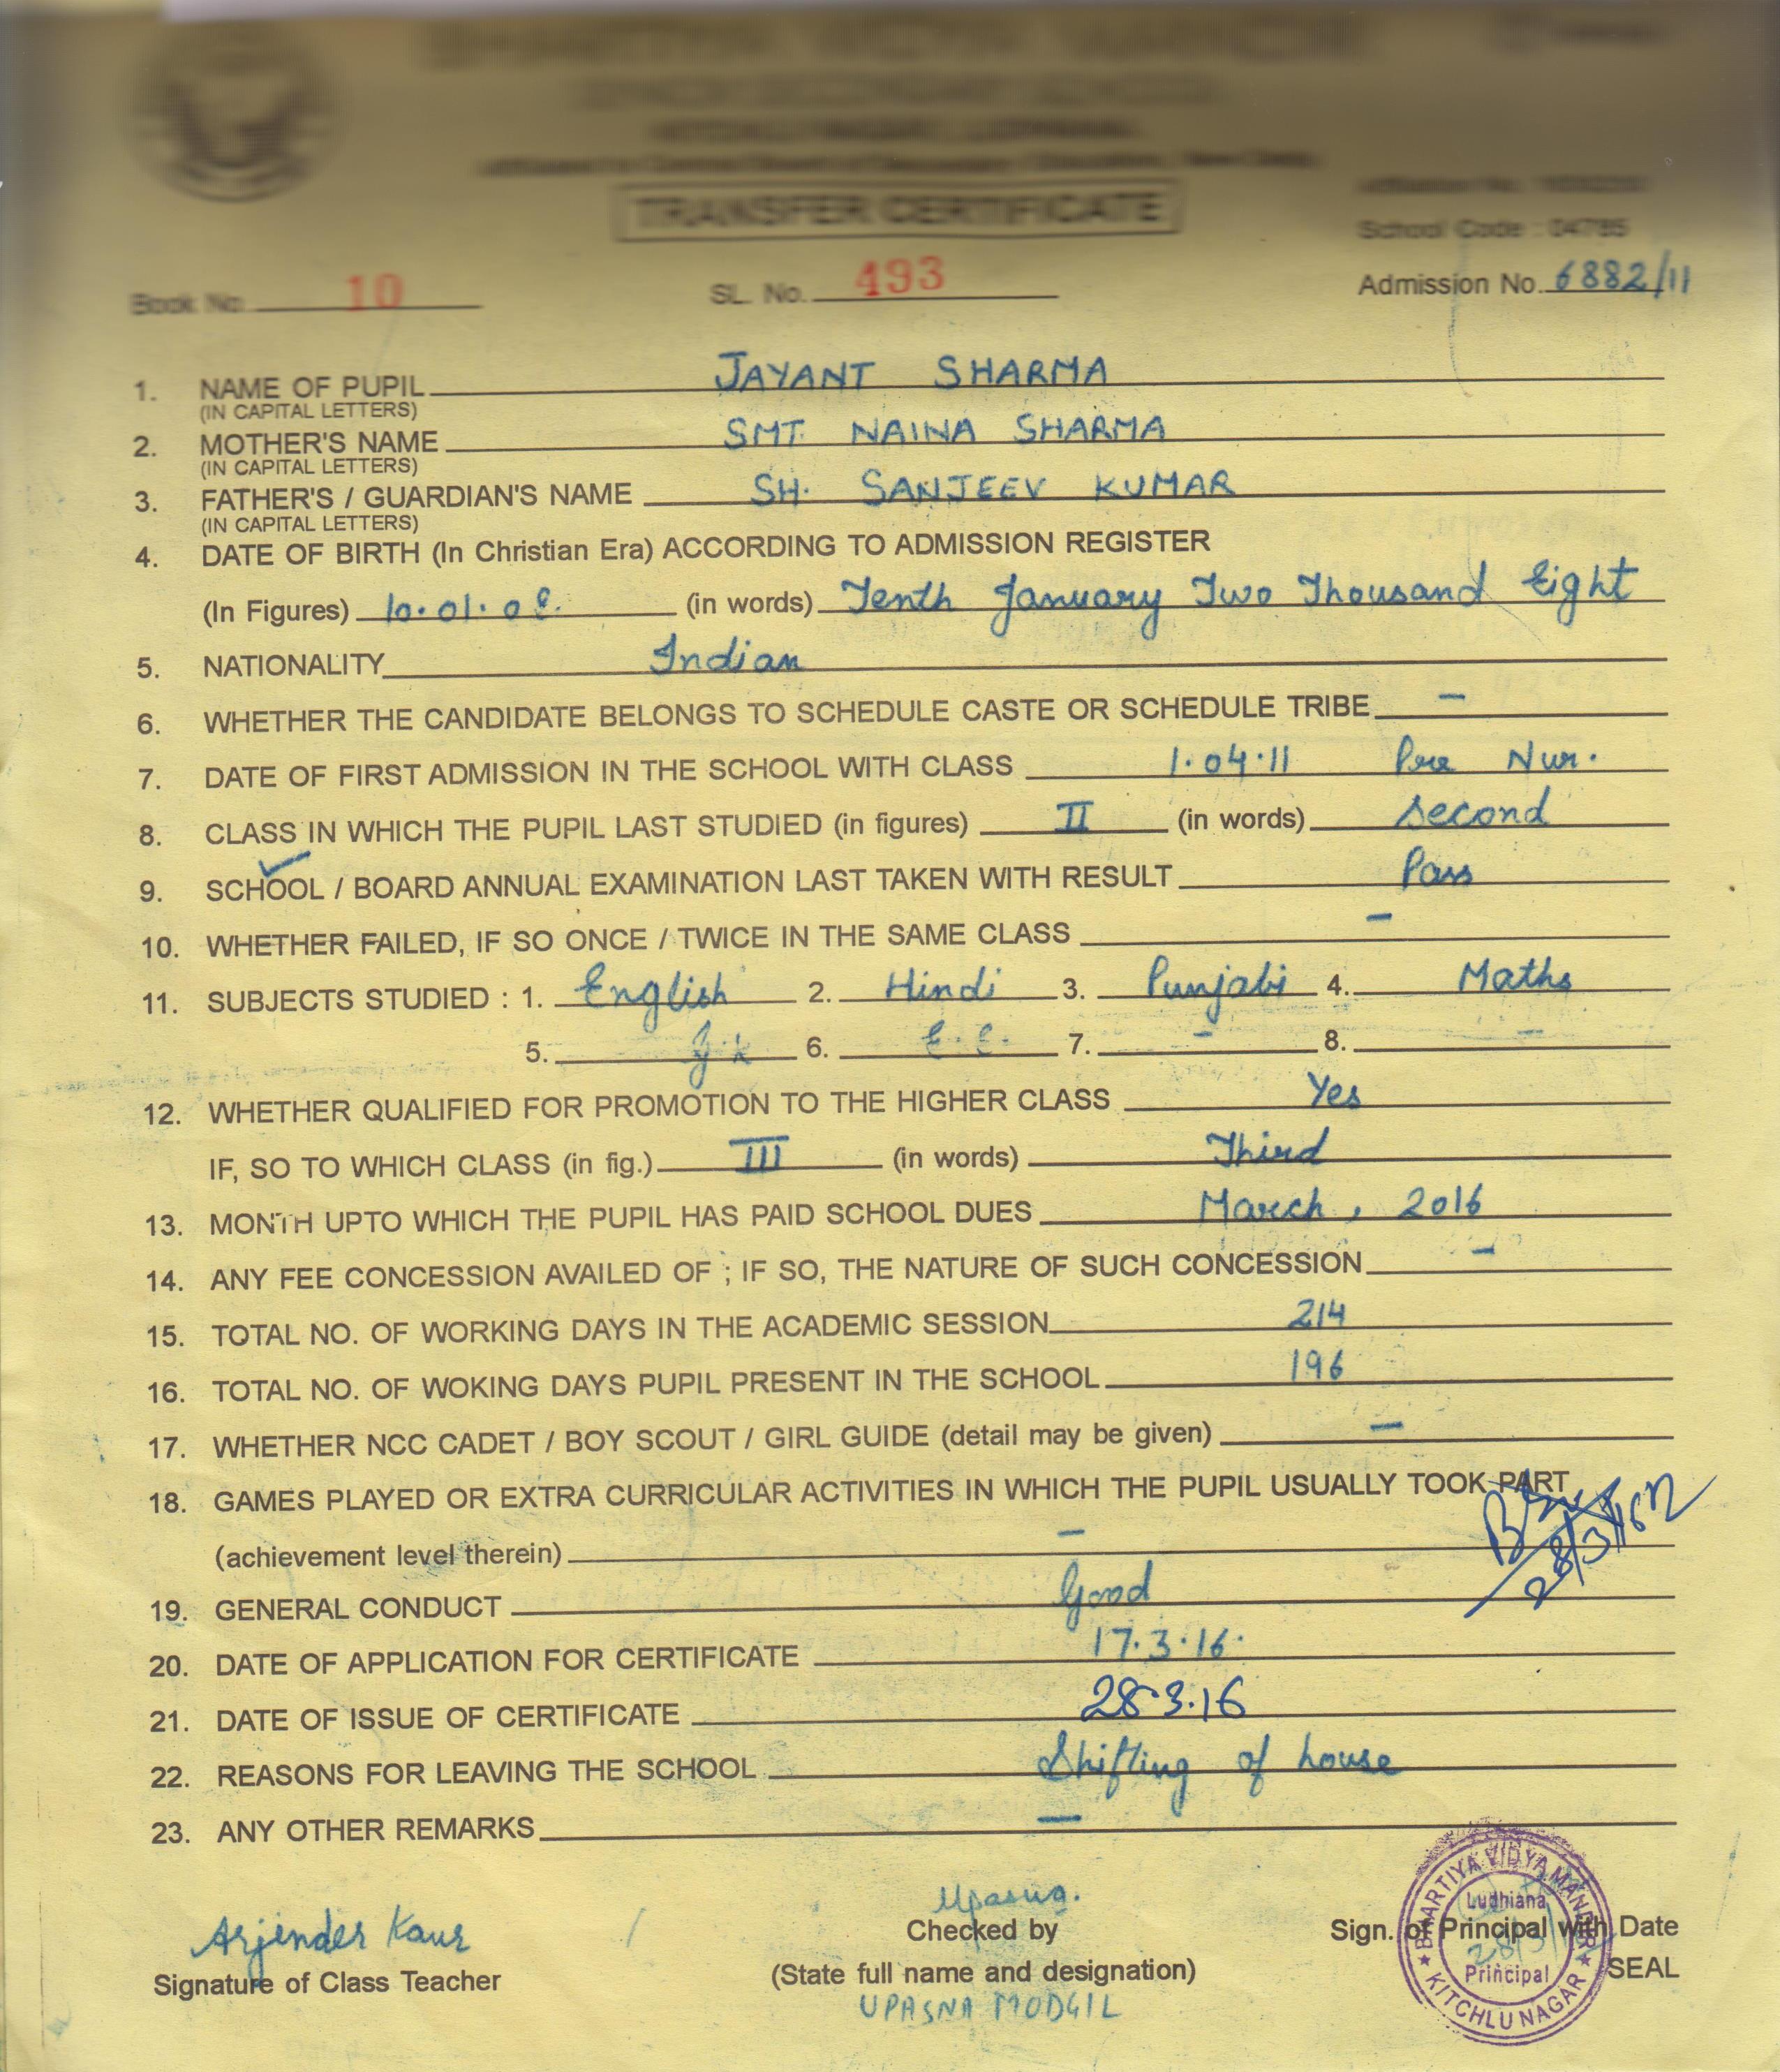 TRANSFER CERTIFICATE
School Code : 04785
Book No. 10 SL. No. 493 Admission No. 6882/11
1. NAME OF PUPIL JAYANT SHARMA
(IN CAPITAL LETTERS)
2. MOTHER'S NAME SMT. NAINA SHARMA
(IN CAPITAL LETTERS)
3. FATHER'S / GUARDIAN'S NAME SH. SANJEEV KUMAR
(IN CAPITAL LETTERS)
4. DATE OF BIRTH (In Christian Era) ACCORDING TO ADMISSION REGISTER
(In Figures) 10.01.08. (in words) Tenth January Two Thousand Eight
5. NATIONALITY Indian
6. WHETHER THE CANDIDATE BELONGS TO SCHEDULE CASTE OR SCHEDULE TRIBE –
7. DATE OF FIRST ADMISSION IN THE SCHOOL WITH CLASS 1.04.11 Pre Nur.
8. CLASS IN WHICH THE PUPIL LAST STUDIED (in figures) II (in words) Second
9. SCHOOL / BOARD ANNUAL EXAMINATION LAST TAKEN WITH RESULT Pass
10. WHETHER FAILED, IF SO ONCE / TWICE IN THE SAME CLASS –
11. SUBJECTS STUDIED : 1. English 2. Hindi 3. Punjabi 4. Maths
5. G.K 6. E.E. 7. – 8. –
12. WHETHER QUALIFIED FOR PROMOTION TO THE HIGHER CLASS Yes
IF, SO TO WHICH CLASS (in fig.) III (in words) Third
13. MONTH UPTO WHICH THE PUPIL HAS PAID SCHOOL DUES March, 2016
14. ANY FEE CONCESSION AVAILED OF ; IF SO, THE NATURE OF SUCH CONCESSION –
15. TOTAL NO. OF WORKING DAYS IN THE ACADEMIC SESSION 214
16. TOTAL NO. OF WOKING DAYS PUPIL PRESENT IN THE SCHOOL 196
17. WHETHER NCC CADET / BOY SCOUT / GIRL GUIDE (detail may be given) –
18. GAMES PLAYED OR EXTRA CURRICULAR ACTIVITIES IN WHICH THE PUPIL USUALLY TOOK PART
(achievement level therein) – 28/3/16
19. GENERAL CONDUCT Good
20. DATE OF APPLICATION FOR CERTIFICATE 17.3.16.
21. DATE OF ISSUE OF CERTIFICATE 28.3.16
22. REASONS FOR LEAVING THE SCHOOL Shifting of house
23. ANY OTHER REMARKS –
Arjinder Kaur
Signature of Class Teacher
Upasna.
Checked by
(State full name and designation)
UPASNA MODGIL
Sign. of Principal with Date
SEAL
BHARTIYA VIDYA MANDIR
Ludhiana
28/3/16
Principal
KITCHLU NAGAR